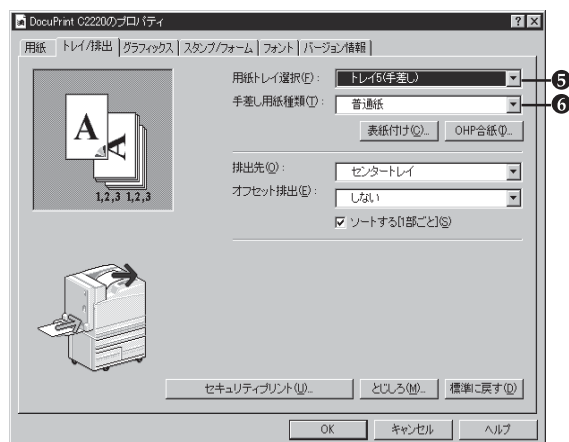 DocuPrint C2220のプロパティ
用紙 トレイ/排出 グラフィックス スタンプ/フォーム フォント バージョン情報
用紙トレイ選択(F): トレイ5(手差し) ❺
手差し用紙種類(T): 普通紙 ❻
表紙付け(C)... OHP合紙(I)...
A A
1,2,3 1,2,3
排出先(O): センタートレイ
オフセット排出(E): しない
ソートする[1部ごと](S)
セキュリティプリント(U)... とじしろ(M)... 標準に戻す(D)
OK キャンセル ヘルプ